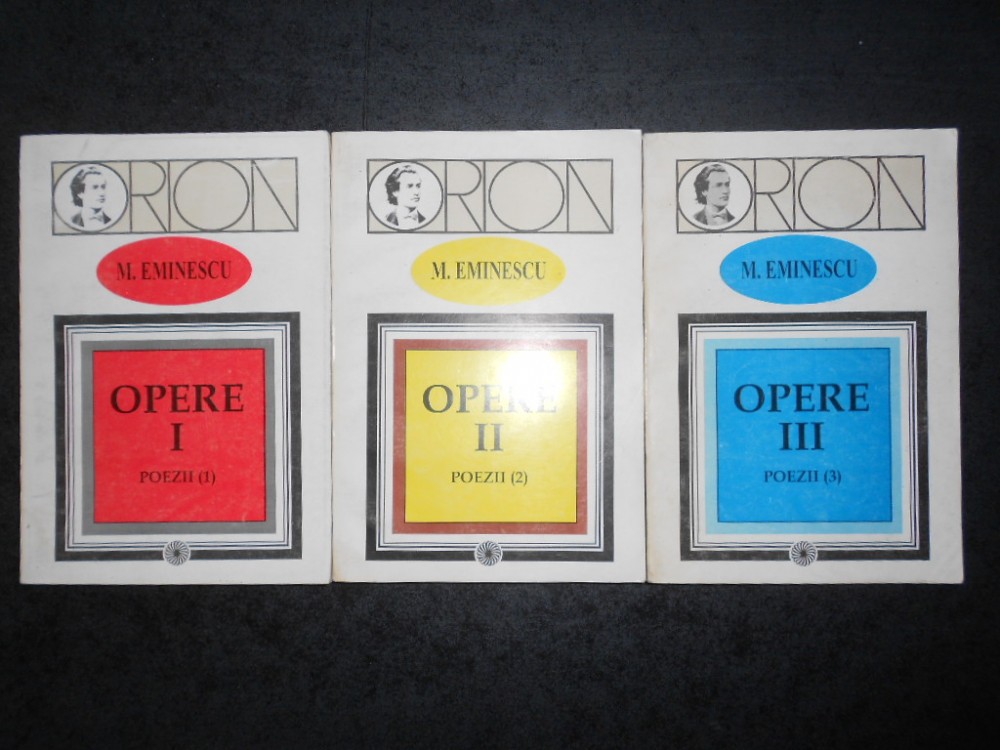 ORION
M. EMINESCU
OPERE
I
POEZII (1)
ORION
M. EMINESCU
OPERE
II
POEZII (2)
ORION
M. EMINESCU
OPERE
III
POEZII (3)